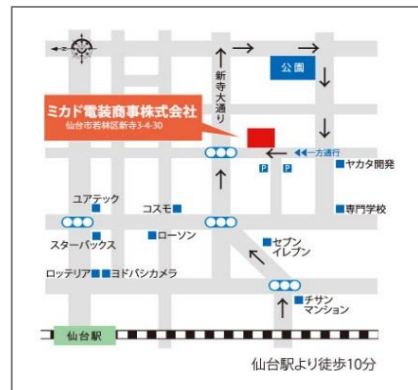 公園
新寺大通り
ミカド電装商事株式会社
仙台市若林区新寺3-4-30
◀◀一方通行
P P
ヤカタ開発
ユアテック
コスモ
専門学校
スターバックス
ローソン
セブン
イレブン
ロッテリア
ヨドバシカメラ
チサン
マンション
仙台駅
仙台駅より徒歩10分